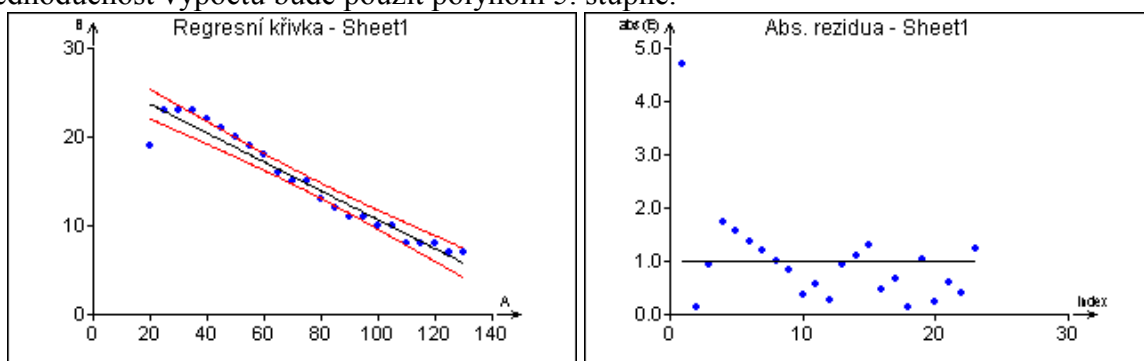 jednoduchost výpočtu bude použit polynom 3. stupně.
B
Regresní křivka - Sheet1
30
20
10
0
0 20 40 60 80 100 120 140
A
abs (E)
Abs. rezidua - Sheet1
5.0
4.0
3.0
2.0
1.0
0.0
0 10 20 30
Index